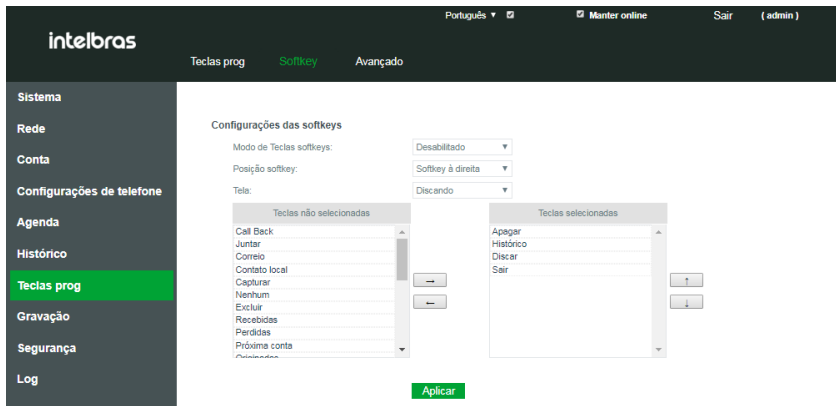 Português ▼ Manter online Sair ( admin )
intelbras
Teclas prog Softkey Avançado
Sistema
Rede
Conta
Configurações de telefone
Agenda
Histórico
Teclas prog
Gravação
Segurança
Log
Configurações das softkeys
Modo de Teclas softkeys: Desabilitado ▼
Posição softkey: Softkey à direita ▼
Tela: Discando ▼
Teclas não selecionadas
Call Back
Juntar
Correio
Contato local
Capturar
Nenhum
Excluir
Recebidas
Perdidas
Próxima conta
Originadas
→
←
Teclas selecionadas
Apagar
Histórico
Discar
Sair
↑
↓
Aplicar